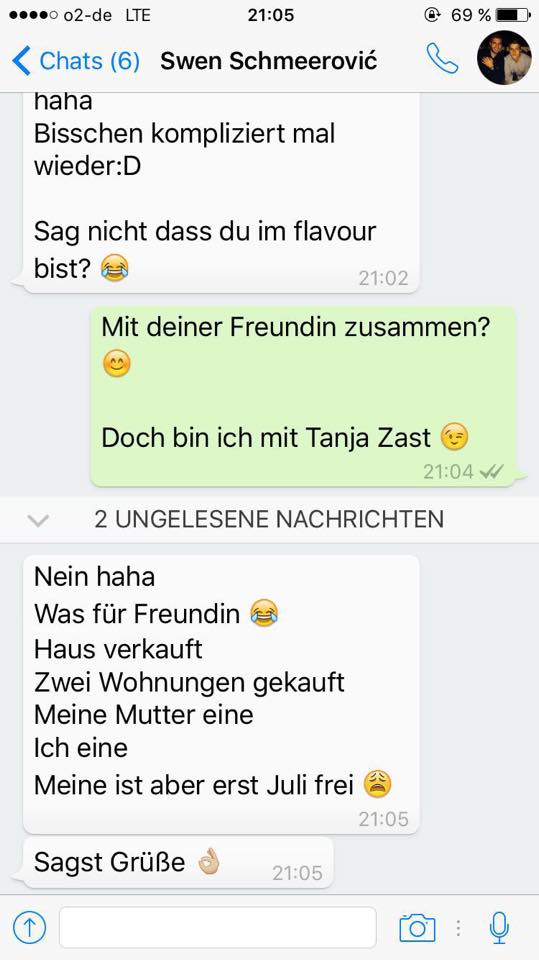 o2-de LTE 21:05 69 %
Chats (6) Swen Schmeerović
haha
Bisschen kompliziert mal
wieder:D
Sag nicht dass du im flavour
bist? 😂
21:02
Mit deiner Freundin zusammen?
😊
Doch bin ich mit Tanja Zast 😉
21:04
2 UNGELESENE NACHRICHTEN
Nein haha
Was für Freundin 😂
Haus verkauft
Zwei Wohnungen gekauft
Meine Mutter eine
Ich eine
Meine ist aber erst Juli frei 😩
21:05
Sagst Grüße 👌🏼
21:05